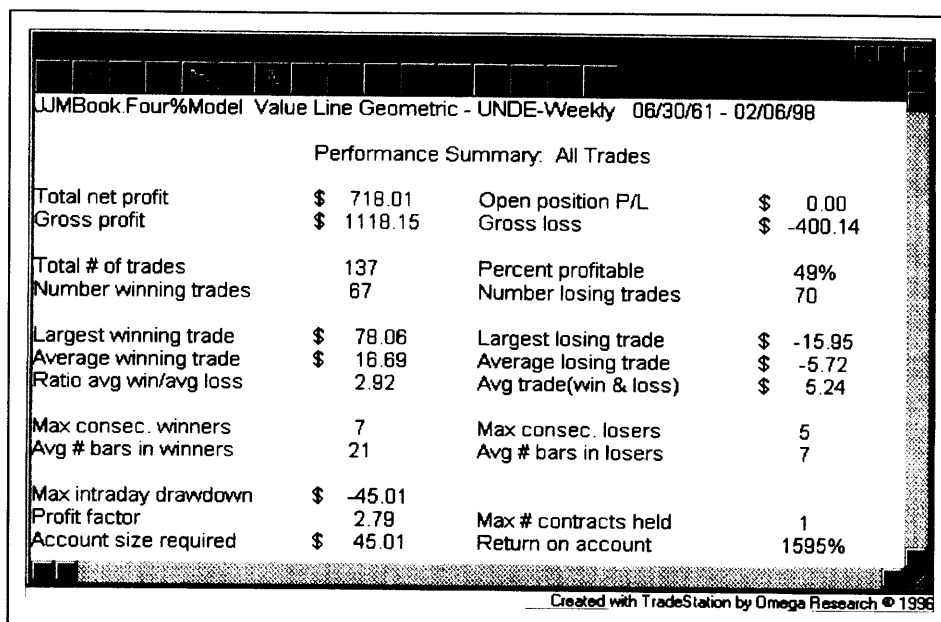 JJMBook.Four%Model Value Line Geometric - UNDE-Weekly 06/30/61 - 02/06/98
Performance Summary: All Trades
Total net profit $ 718.01 Open position P/L $ 0.00
Gross profit $ 1118.15 Gross loss $ -400.14
Total # of trades 137 Percent profitable 49%
Number winning trades 67 Number losing trades 70
Largest winning trade $ 78.06 Largest losing trade $ -15.95
Average winning trade $ 16.69 Average losing trade $ -5.72
Ratio avg win/avg loss 2.92 Avg trade(win & loss) $ 5.24
Max consec. winners 7 Max consec. losers 5
Avg # bars in winners 21 Avg # bars in losers 7
Max intraday drawdown $ -45.01
Profit factor 2.79 Max # contracts held 1
Account size required $ 45.01 Return on account 1595%
Created with TradeStation by Omega Research © 1996